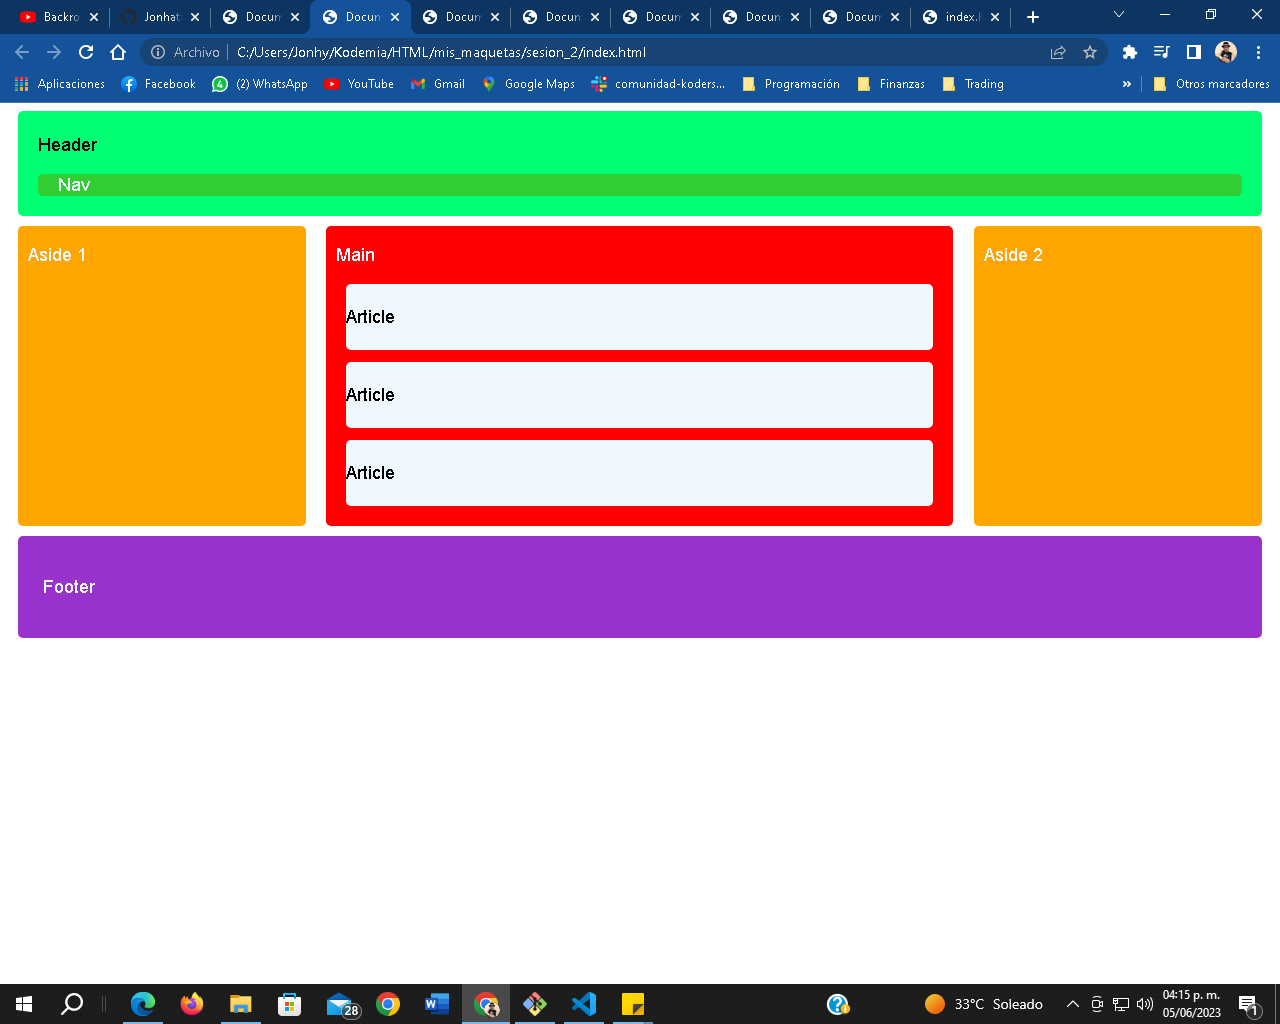 Backro
Jonhat
Docum
Docum
Docum
Docum
Docum
Docum
Docum
index.h
Archivo
C:/Users/Jonhy/Kodemia/HTML/mis_maquetas/sesion_2/index.html
Aplicaciones
Facebook
(2) WhatsApp
YouTube
Gmail
Google Maps
comunidad-koders...
Programación
Finanzas
Trading
»
Otros marcadores
Header
Nav
Aside 1
Main
Aside 2
Article
Article
Article
Footer
28
33°C Soleado
04:15 p. m.
05/06/2023
1